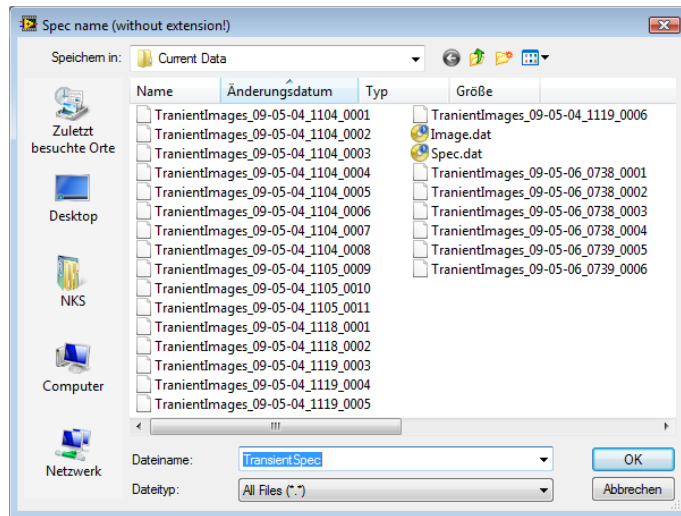 Spec name (without extension!)
Speichern in:
Current Data
Zuletzt
besuchte Orte
Desktop
NKS
Computer
Netzwerk
Name Änderungsdatum Typ Größe
TranientImages_09-05-04_1104_0001
TranientImages_09-05-04_1104_0002
TranientImages_09-05-04_1104_0003
TranientImages_09-05-04_1104_0004
TranientImages_09-05-04_1104_0005
TranientImages_09-05-04_1104_0006
TranientImages_09-05-04_1104_0007
TranientImages_09-05-04_1104_0008
TranientImages_09-05-04_1105_0009
TranientImages_09-05-04_1105_0010
TranientImages_09-05-04_1105_0011
TranientImages_09-05-04_1118_0001
TranientImages_09-05-04_1118_0002
TranientImages_09-05-04_1119_0003
TranientImages_09-05-04_1119_0004
TranientImages_09-05-04_1119_0005
TranientImages_09-05-04_1119_0006
Image.dat
Spec.dat
TranientImages_09-05-06_0738_0001
TranientImages_09-05-06_0738_0002
TranientImages_09-05-06_0738_0003
TranientImages_09-05-06_0738_0004
TranientImages_09-05-06_0739_0005
TranientImages_09-05-06_0739_0006
Dateiname:
TransientSpec
OK
Dateityp:
All Files (*.*)
Abbrechen